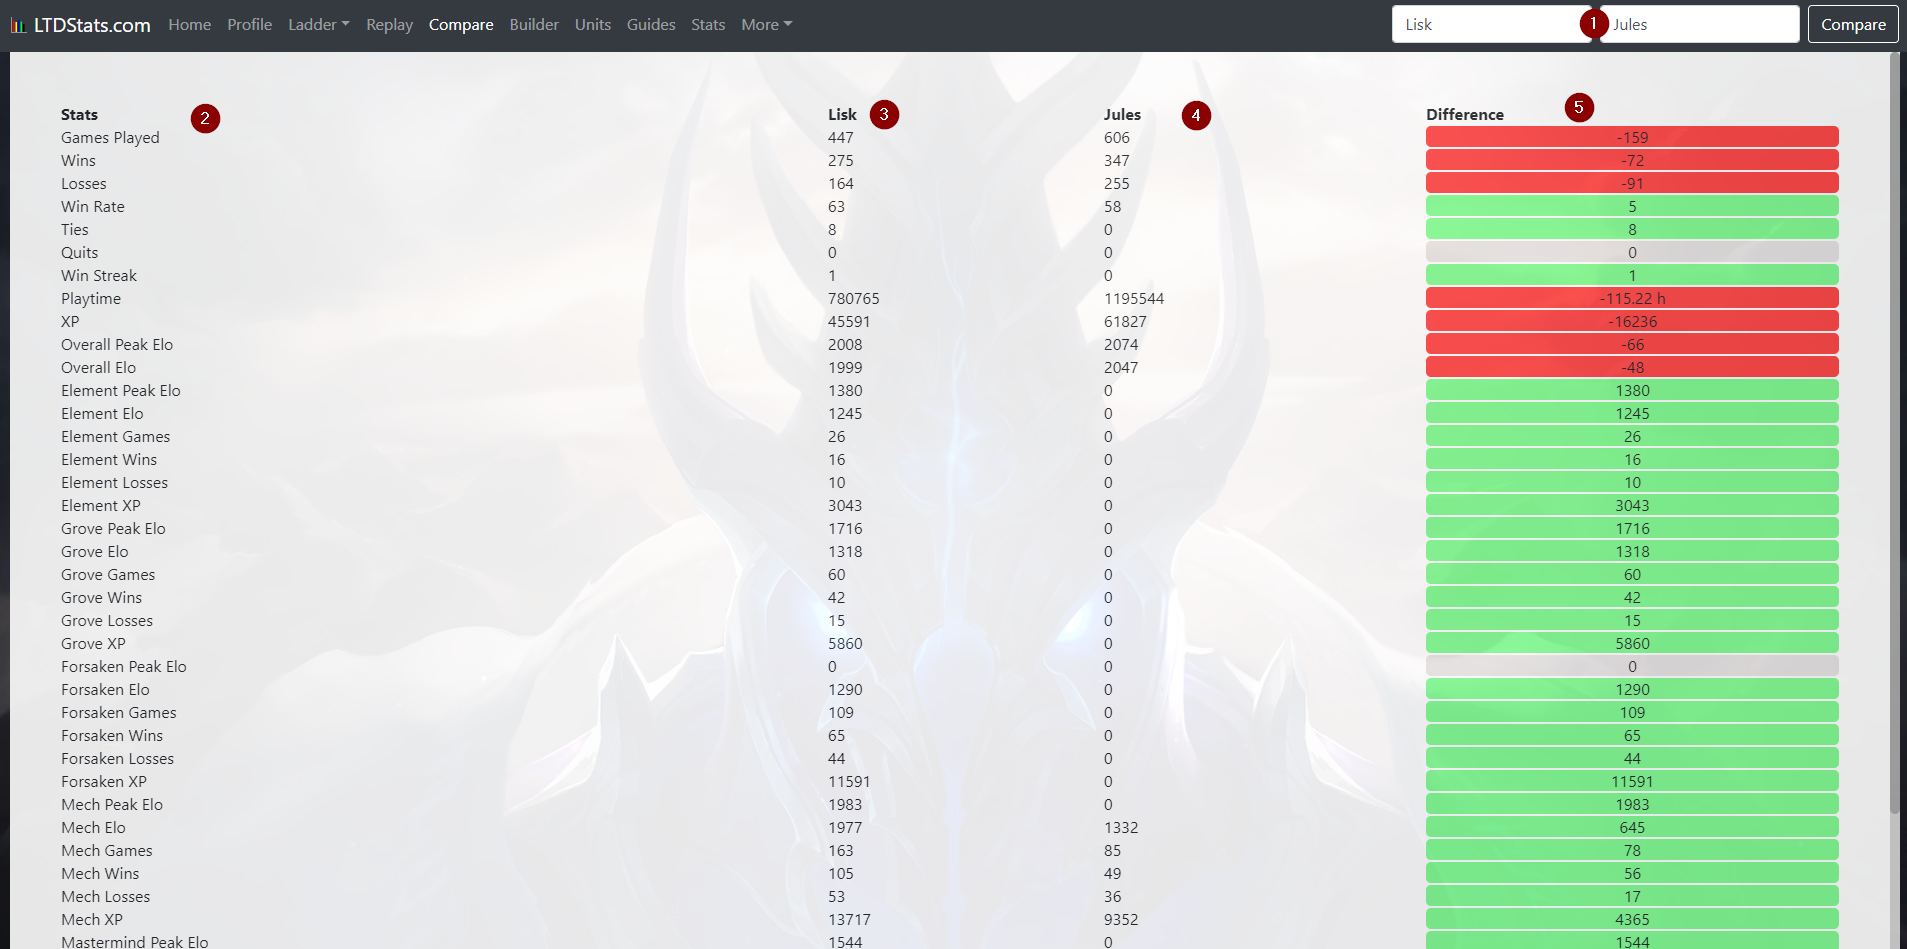 LTDStats.com Home Profile Ladder Replay Compare Builder Units Guides Stats More Lisk 1 Jules Compare
Stats 2 Lisk 3 Jules 4 Difference 5
Games Played 447 606 -159
Wins 275 347 -72
Losses 164 255 -91
Win Rate 63 58 5
Ties 8 0 8
Quits 0 0 0
Win Streak 1 0 1
Playtime 780765 1195544 -115.22 h
XP 45591 61827 -16236
Overall Peak Elo 2008 2074 -66
Overall Elo 1999 2047 -48
Element Peak Elo 1380 0 1380
Element Elo 1245 0 1245
Element Games 26 0 26
Element Wins 16 0 16
Element Losses 10 0 10
Element XP 3043 0 3043
Grove Peak Elo 1716 0 1716
Grove Elo 1318 0 1318
Grove Games 60 0 60
Grove Wins 42 0 42
Grove Losses 15 0 15
Grove XP 5860 0 5860
Forsaken Peak Elo 0 0 0
Forsaken Elo 1290 0 1290
Forsaken Games 109 0 109
Forsaken Wins 65 0 65
Forsaken Losses 44 0 44
Forsaken XP 11591 0 11591
Mech Peak Elo 1983 0 1983
Mech Elo 1977 1332 645
Mech Games 163 85 78
Mech Wins 105 49 56
Mech Losses 53 36 17
Mech XP 13717 9352 4365
Mastermind Peak Elo 1544 0 1544